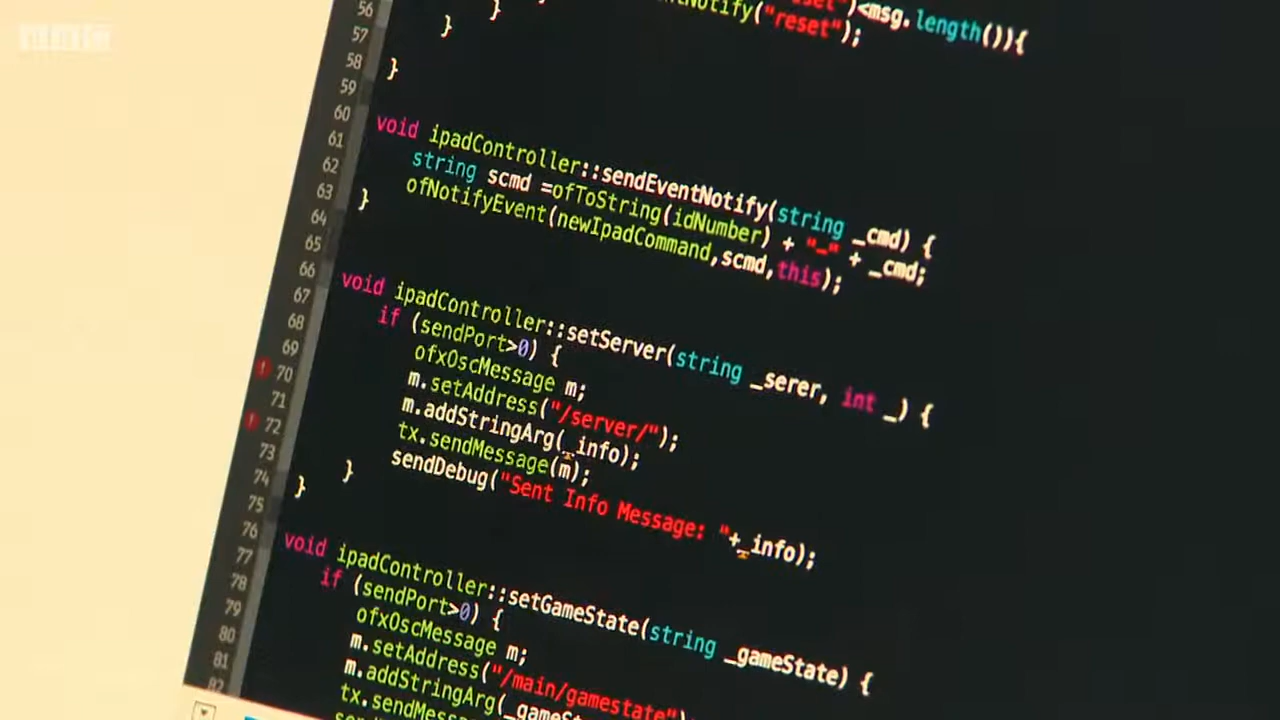 56
57
58
59
60
61
62
63
64
65
66
67
68
69
70
71
72
73
74
75
76
77
78
79
80
81
82
)<msg.length()){
("reset");
}
}
}
void ipadController::sendEventNotify(string _cmd) {
string scmd =ofToString(idNumber) + "_" + _cmd;
ofNotifyEvent(newIpadCommand,scmd,this);
}
void ipadController::setServer(string _serer, int _) {
if (sendPort>0) {
ofxOscMessage m;
m.setAddress("/server/");
m.addStringArg(_info);
tx.sendMessage(m);
sendDebug("Sent Info Message: "+_info);
}
}
void ipadController::setGameState(string _gameState) {
if (sendPort>0) {
ofxOscMessage m;
m.setAddress("/main/gamestate");
m.addStringArg(